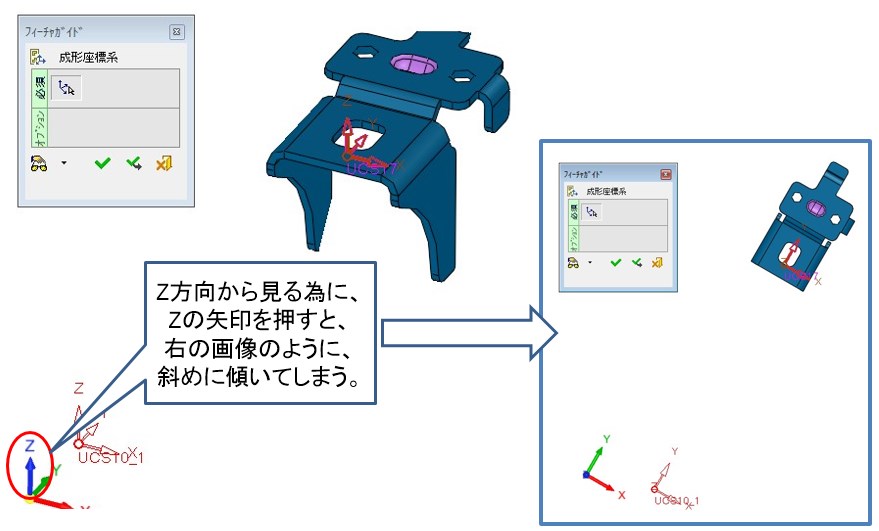 フィーチャガイド
成形座標系
必須
オプション
Z
Y
UCS17
Z方向から見る為に、
Zの矢印を押すと、
右の画像のように、
斜めに傾いてしまう。
フィーチャガイド
成形座標系
必須
オプション
X
Z
X
UCS10_1
Z
Y
X
Y
X
Y
Z
X
UCS10_1